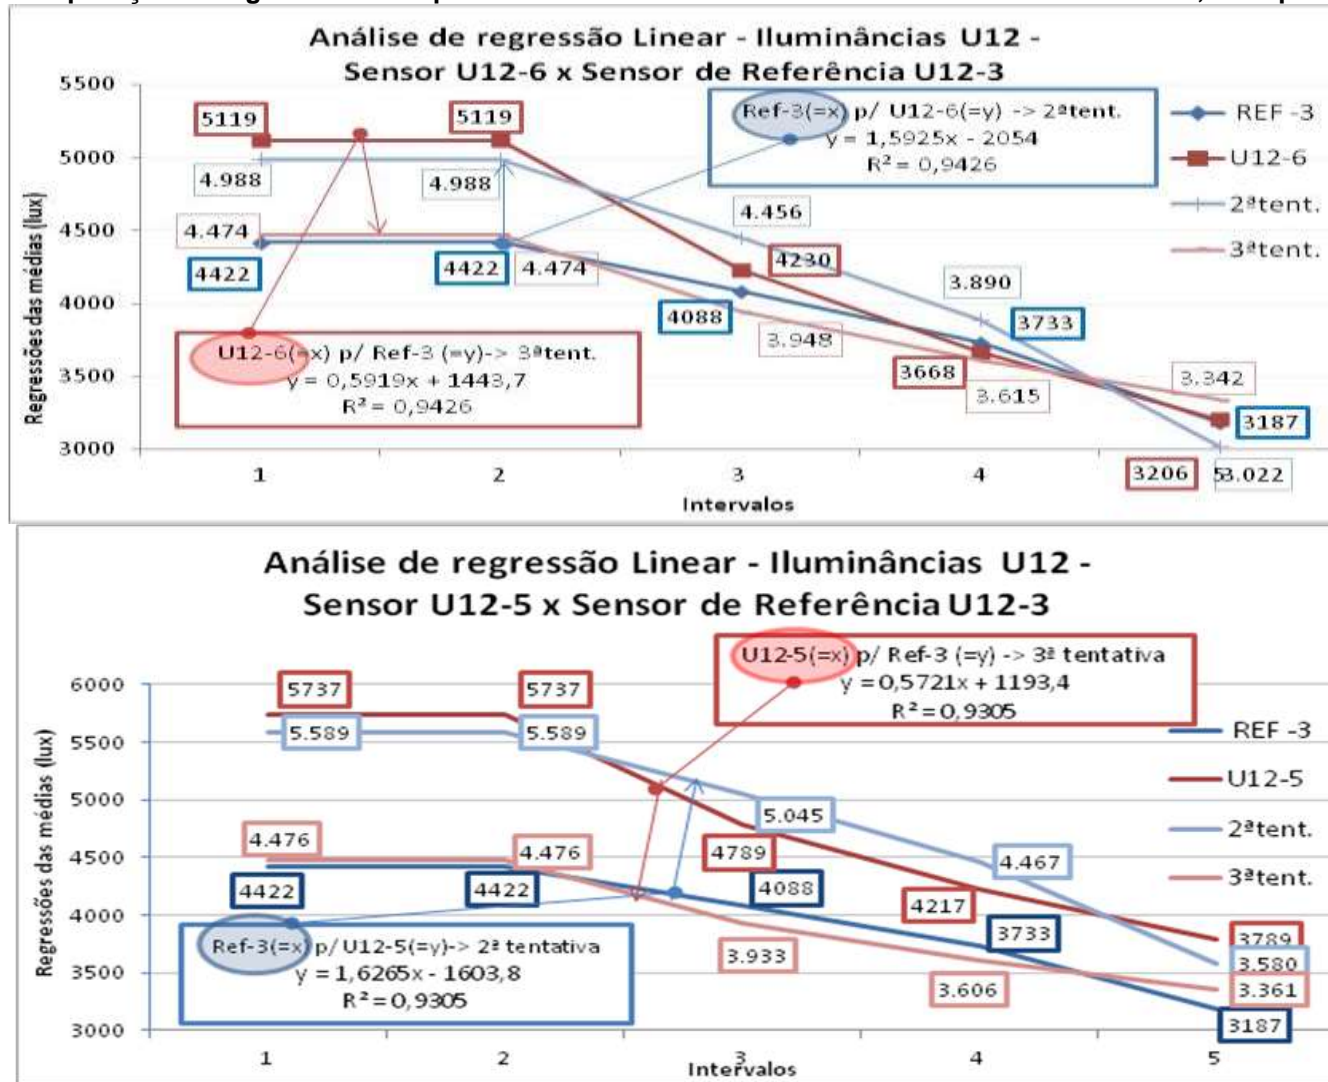 Análise de regressão Linear - Iluminâncias U12 -
Sensor U12-6 x Sensor de Referência U12-3
Regressões das médias (lux)
5500
5000
4500
4000
3500
3000
5119
5119
4.988
4.988
4.474
4422
4422
4.474
4.456
4230
4088
3.948
3.890
3733
3668
3.615
3.342
3187
3206
3.022
Ref-3(=x) p/ U12-6(=y) -> 2ªtent.
y = 1,5925x - 2054
R² = 0,9426
U12-6(=x) p/ Ref-3 (=y)-> 3ªtent.
y = 0,5919x + 1443,7
R² = 0,9426
REF -3
U12-6
2ªtent.
3ªtent.
1
2
3
4
5
Intervalos
Análise de regressão Linear - Iluminâncias U12 -
Sensor U12-5 x Sensor de Referência U12-3
Regressões das médias (lux)
6000
5500
5000
4500
4000
3500
3000
U12-5(=x) p/ Ref-3 (=y) -> 3ª tentativa
y = 0,5721x + 1193,4
R² = 0,9305
5737
5737
5.589
5.589
4.476
4.476
4422
4422
5.045
4789
4088
3.933
4.467
4217
3733
3.606
3789
3.580
3.361
3187
Ref-3(=x) p/ U12-5(=y)-> 2ª tentativa
y = 1,6265x - 1603,8
R² = 0,9305
REF -3
U12-5
2ªtent.
3ªtent.
1
2
3
4
5
Intervalos